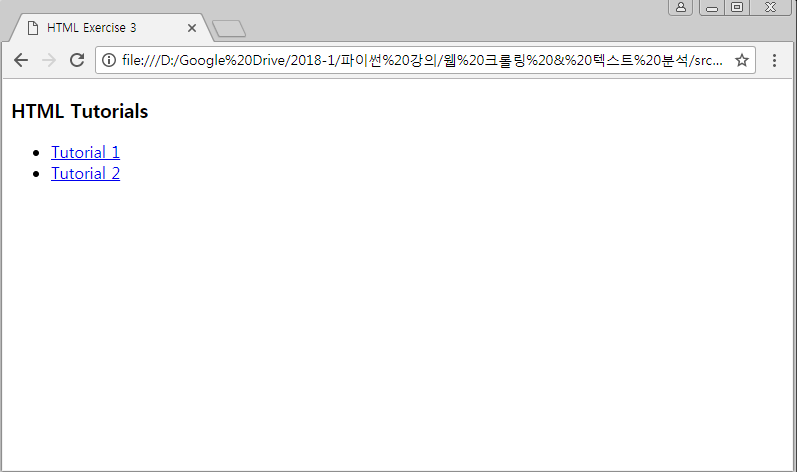 HTML Exercise 3
file:///D:/Google%20Drive/2018-1/파이썬%20강의/웹%20크롤링%20&%20텍스트%20분석/src...
HTML Tutorials
Tutorial 1
Tutorial 2